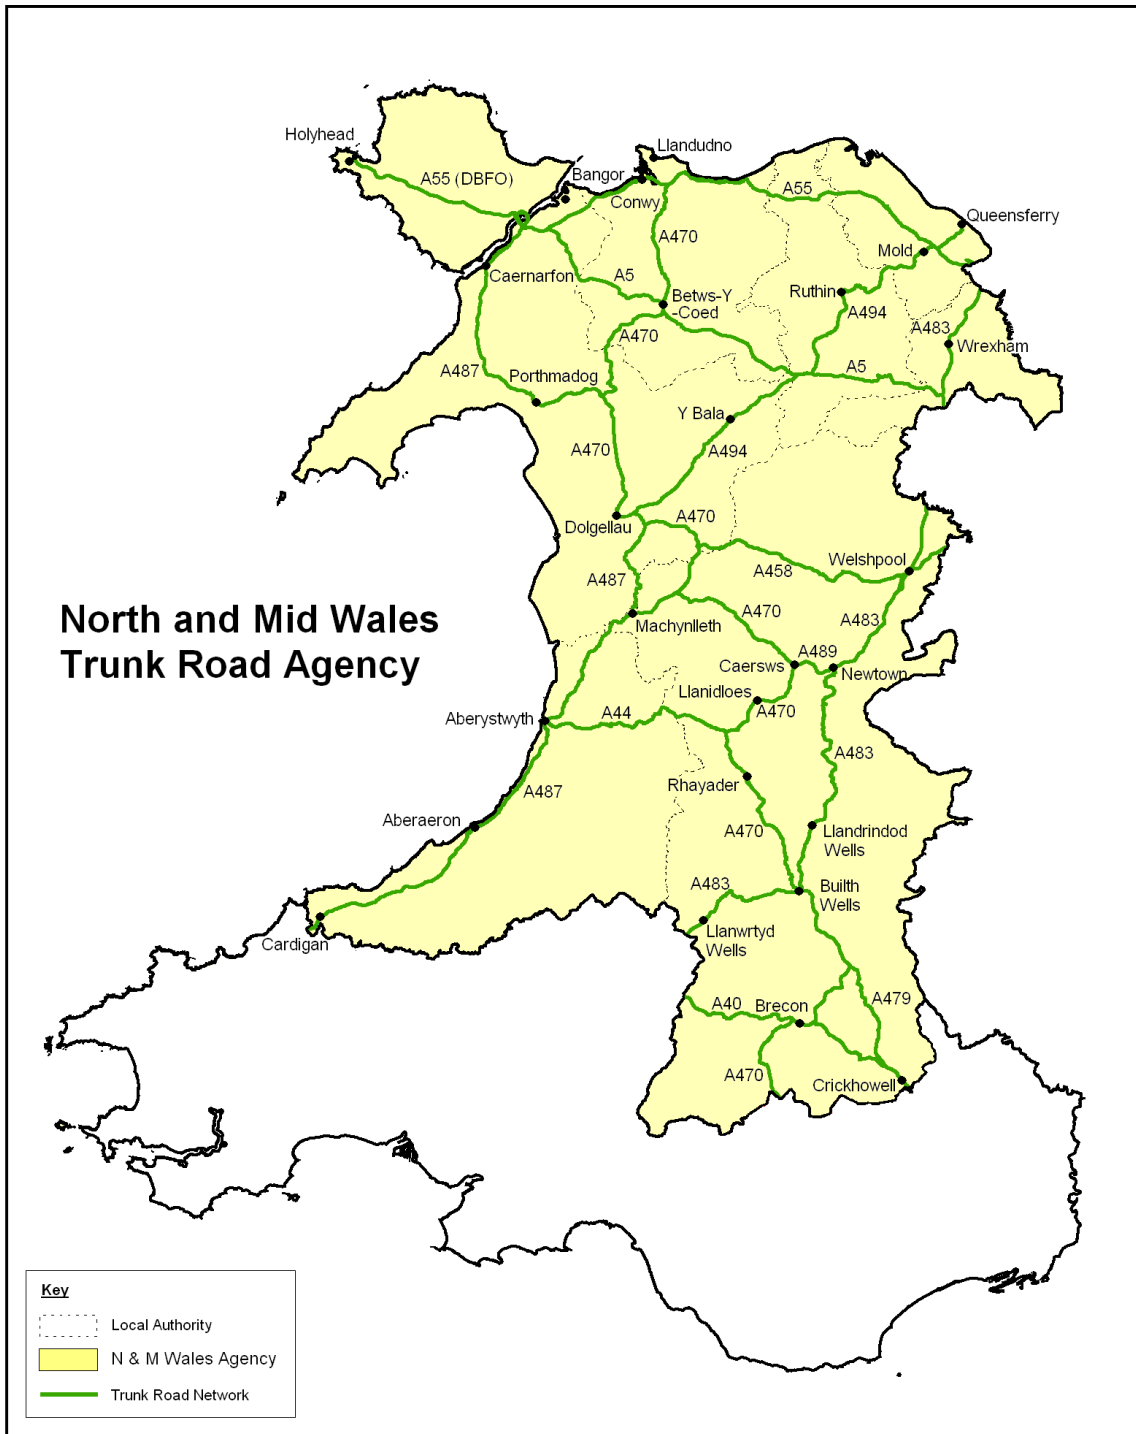 Holyhead
Llandudno
A55 (DBFO)
Bangor
A55
Conwy
Queensferry
A470
Mold
Caernarfon
A5
Ruthin
Betws-Y
-Coed
A494
A483
A470
Wrexham
A487
Porthmadog
A5
Y Bala
A470
A494
Dolgellau
A470
Welshpool
A487
A458
North and Mid Wales
Trunk Road Agency
Machynlleth
A470
A483
Caersws
A489
Newtown
Llanidloes
Aberystwyth
A44
A470
A483
Rhayader
A487
Aberaeron
A470
Llandrindod
Wells
A483
Builth
Wells
Cardigan
Llanwrtyd
Wells
A40
Brecon
A479
A470
Crickhowell
Key
Local Authority
N & M Wales Agency
Trunk Road Network